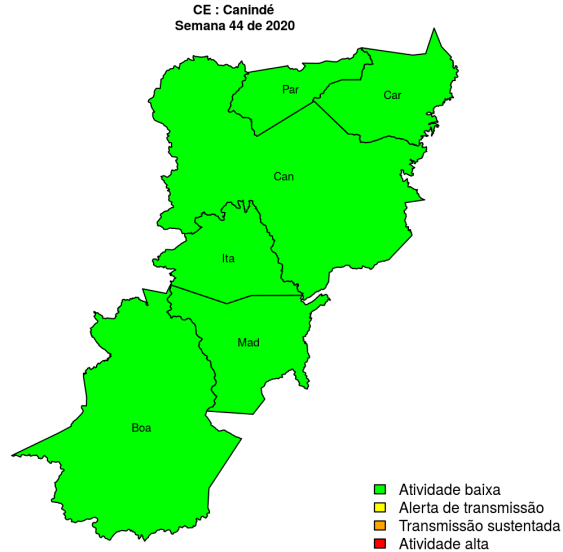 CE : Canindé
Semana 44 de 2020
Par
Car
Can
Ita
Mad
Boa
Atividade baixa
Alerta de transmissão
Transmissão sustentada
Atividade alta